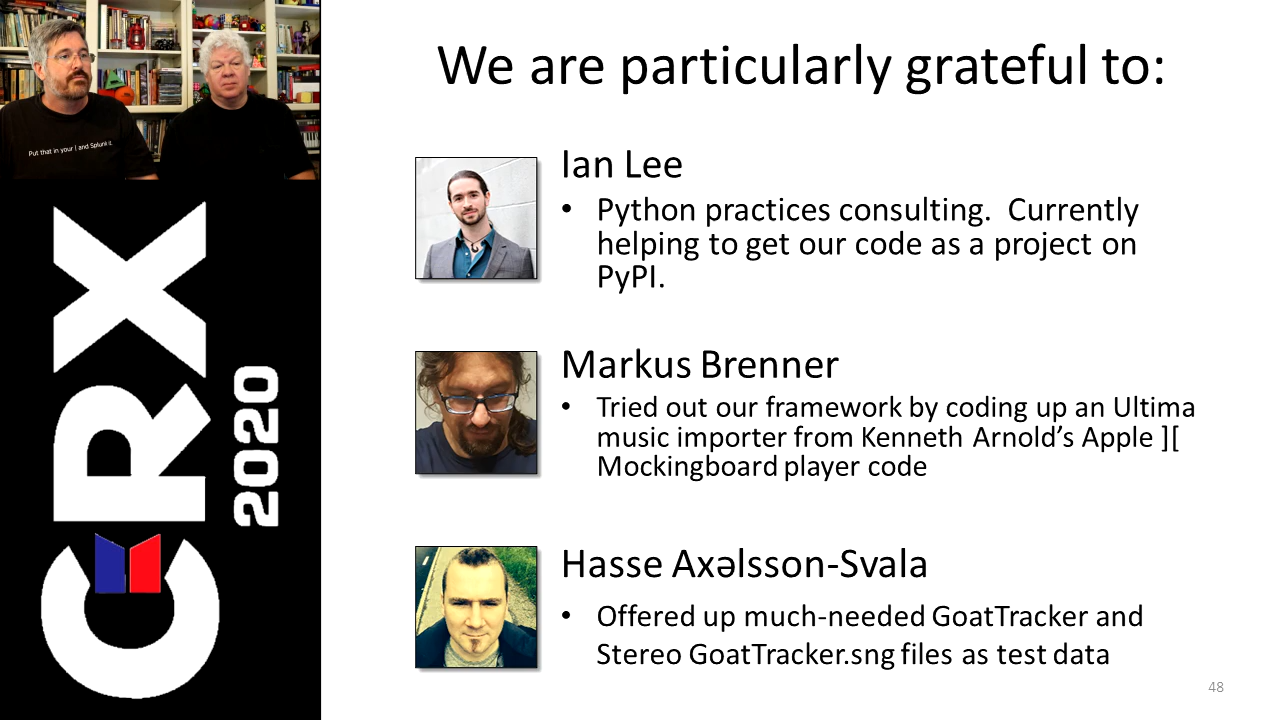 We are particularly grateful to:
Put that in your | and Splunk it.
Ian Lee
• Python practices consulting.  Currently
helping to get our code as a project on
PyPI.
Markus Brenner
• Tried out our framework by coding up an Ultima
music importer from Kenneth Arnold’s Apple ][
Mockingboard player code
Hasse Axəlsson-Svala
• Offered up much-needed GoatTracker and
Stereo GoatTracker.sng files as test data
CRX
2020
48